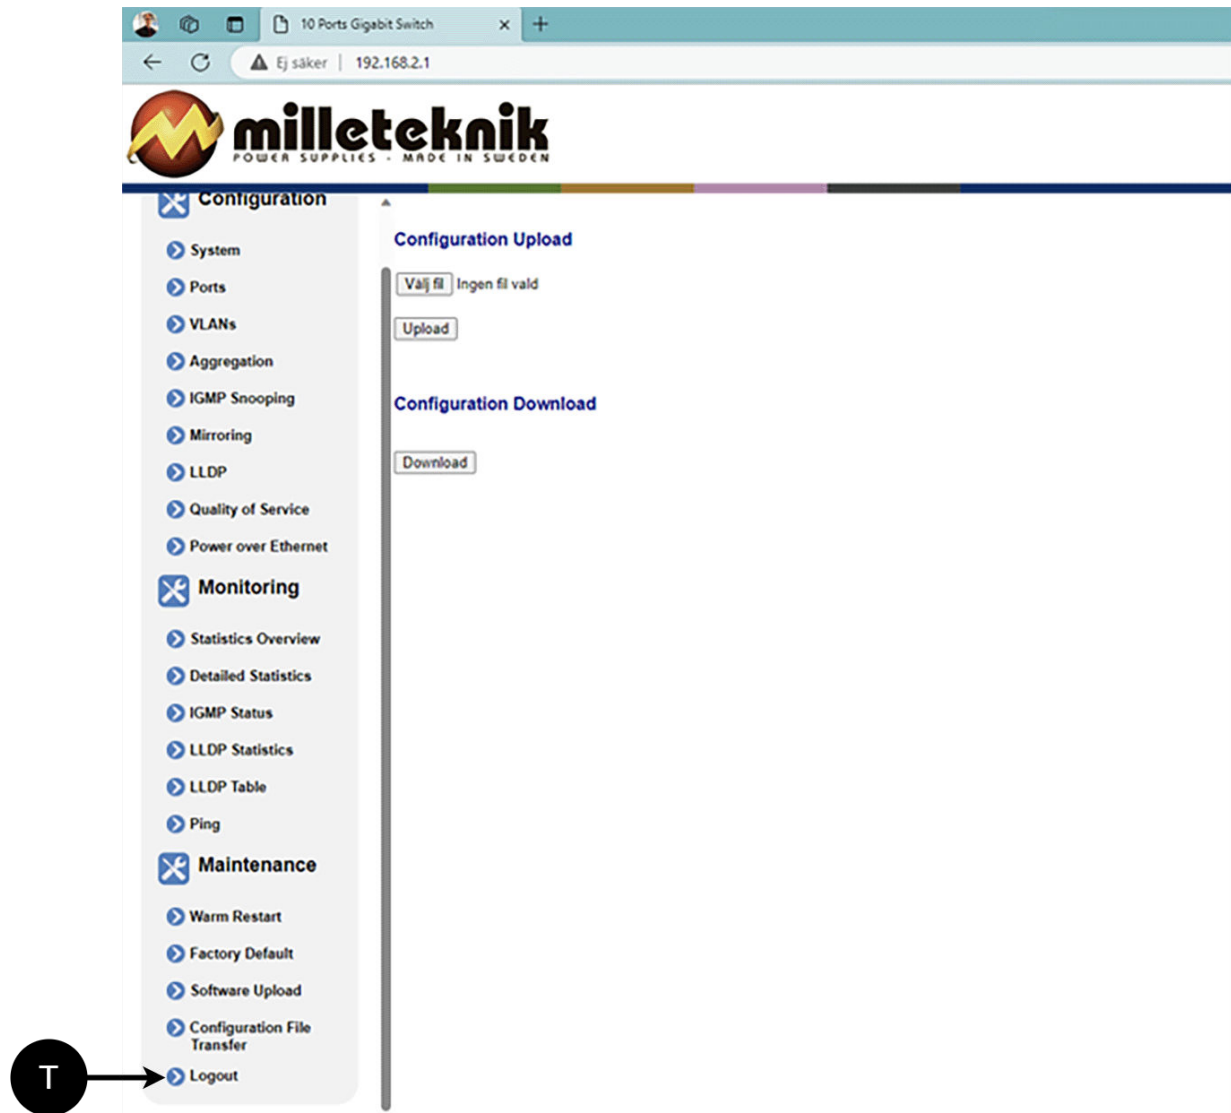 10 Ports Gigabit Switch
Ej säker | 192.168.2.1
milleteknik
POWER SUPPLIES - MADE IN SWEDEN
Configuration
System
Ports
VLANs
Aggregation
IGMP Snooping
Mirroring
LLDP
Quality of Service
Power over Ethernet
Monitoring
Statistics Overview
Detailed Statistics
IGMP Status
LLDP Statistics
LLDP Table
Ping
Maintenance
Warm Restart
Factory Default
Software Upload
Configuration File
Transfer
Logout
T
Configuration Upload
Välj fil Ingen fil vald
Upload
Configuration Download
Download